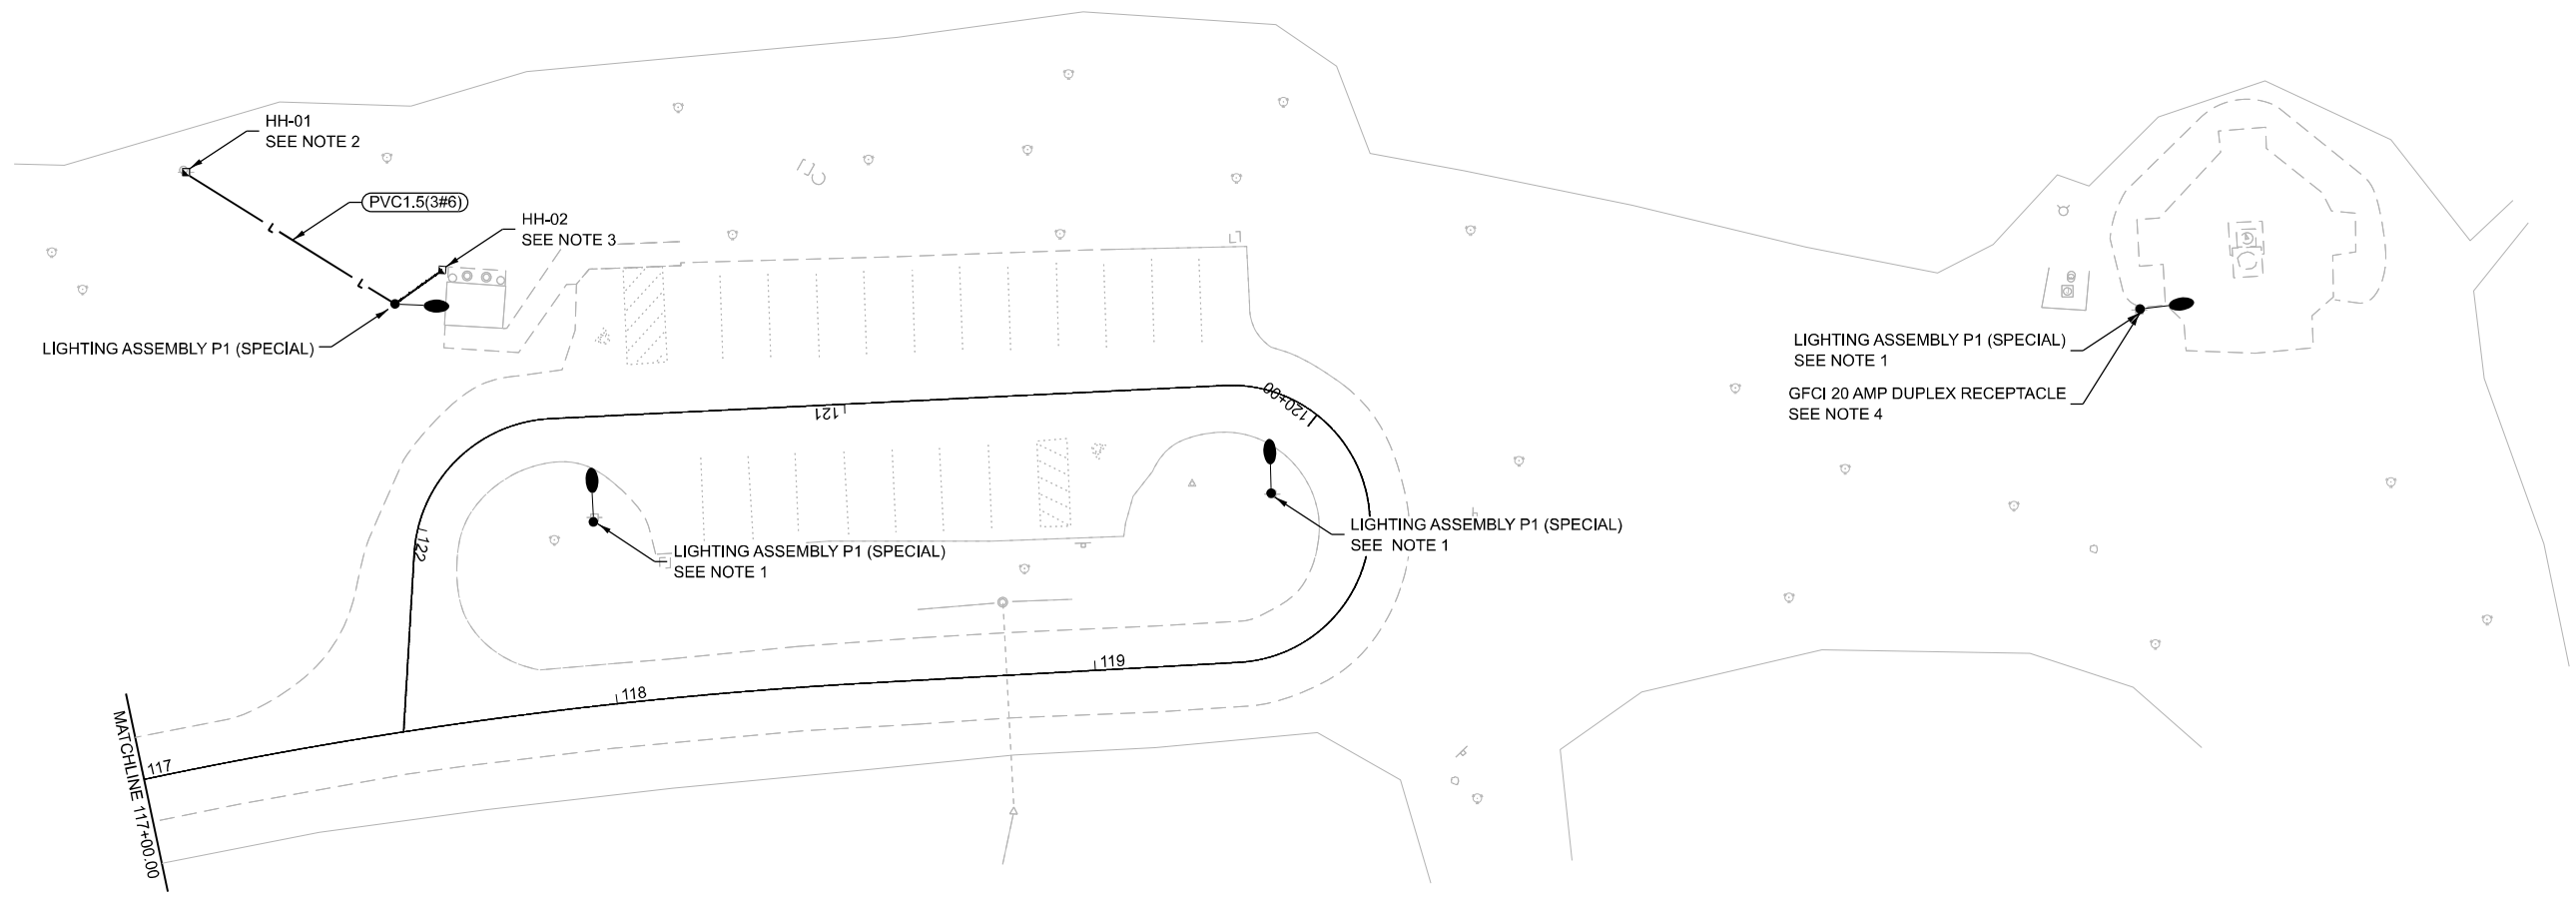 HH-01
SEE NOTE 2
PVC1.5(3#6)
HH-02
SEE NOTE 3
L
L
LIGHTING ASSEMBLY P1 (SPECIAL)
LIGHTING ASSEMBLY P1 (SPECIAL)
SEE NOTE 1
GFCI 20 AMP DUPLEX RECEPTACLE
SEE NOTE 4
120+00
121
122
LIGHTING ASSEMBLY P1 (SPECIAL)
SEE NOTE 1
LIGHTING ASSEMBLY P1 (SPECIAL)
SEE NOTE 1
119
118
117
MATCHLINE 117+00.00